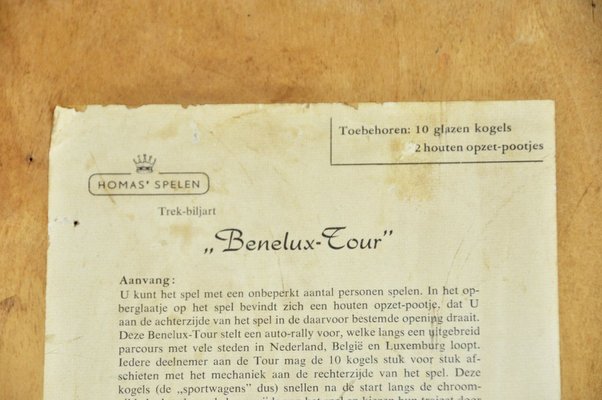 Toebehoren: 10 glazen kogels
2 houten opzet-pootjes
HOMAS' SPELEN
Trek-biljart
„Benelux-Tour”
Aanvang:
U kunt het spel met een onbeperkt aantal personen spelen. In het op-
berglaatje op het spel bevindt zich een houten opzet-pootje, dat U
aan de achterzijde van het spel in de daarvoor bestemde opening draait.
Deze Benelux-Tour stelt een auto-rally voor, welke langs een uitgebreid
parcours met vele steden in Nederland, België en Luxemburg loopt.
Iedere deelnemer aan de Tour mag de 10 kogels stuk voor stuk af-
schieten met het mechaniek aan de rechterzijde van het spel. Deze
kogels (de „sportwagens” dus) snellen na de start langs de chroom-